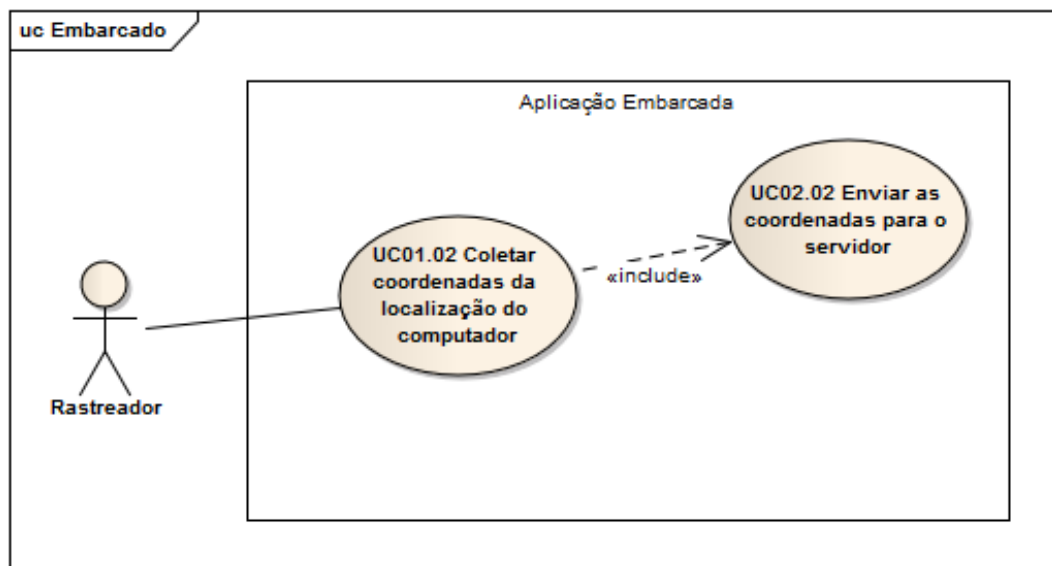 uc Embarcado
Aplicação Embarcada
UC02.02 Enviar as
coordenadas para o
servidor
UC01.02 Coletar
coordenadas da
localização do
computador
«include»
Rastreador